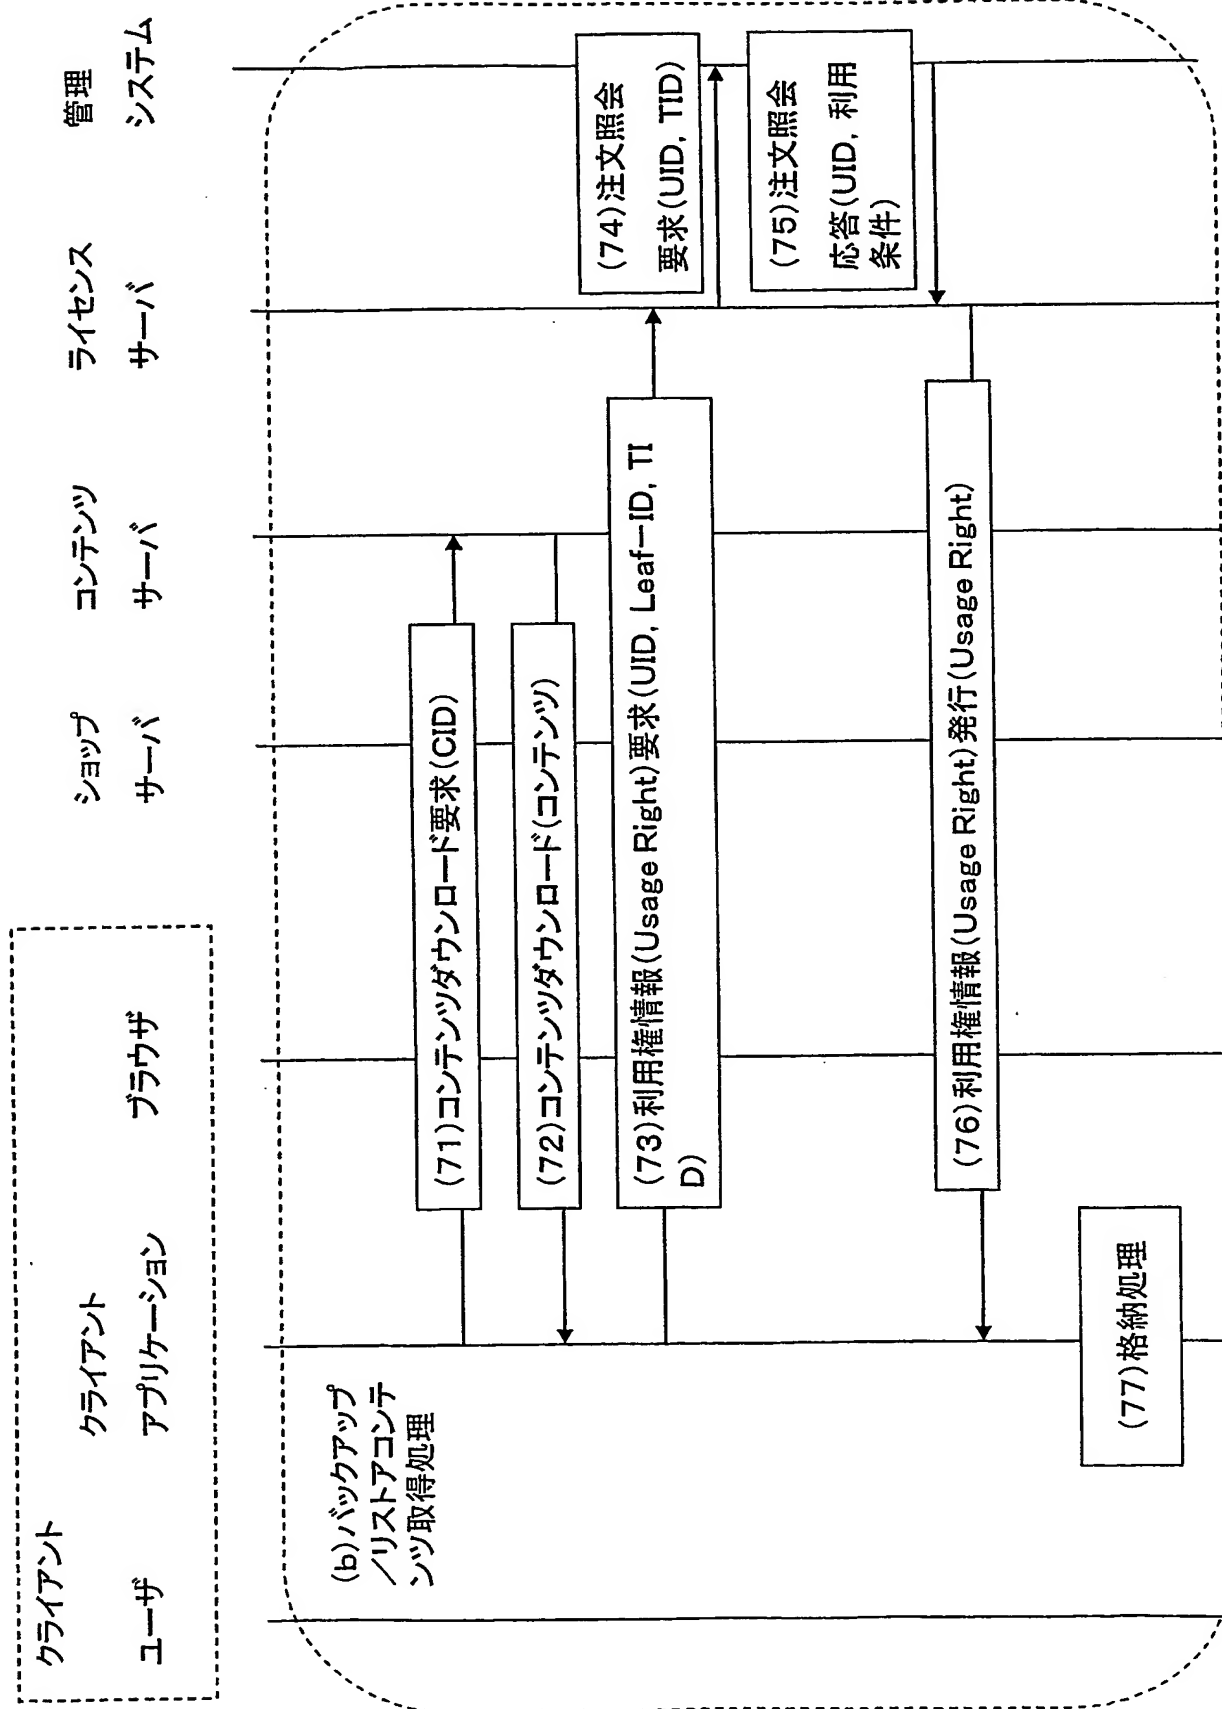 クライアント
ユーザ
クライアント
アプリケーション
ブラウザ
ショップ
サーバ
コンテンツ
サーバ
ライセンス
サーバ
管理
システム
(b)バックアップ
／リストアコンテ
ンツ取得処理
(71)コンテンツダウンロード要求(CID)
(72)コンテンツダウンロード(コンテンツ)
(73)利用権情報(Usage Right)要求(UID, Leaf－ID, TI
D)
(74)注文照会
要求(UID, TID)
(75)注文照会
応答(UID, 利用
条件)
(76)利用権情報(Usage Right)発行(Usage Right)
(77)格納処理